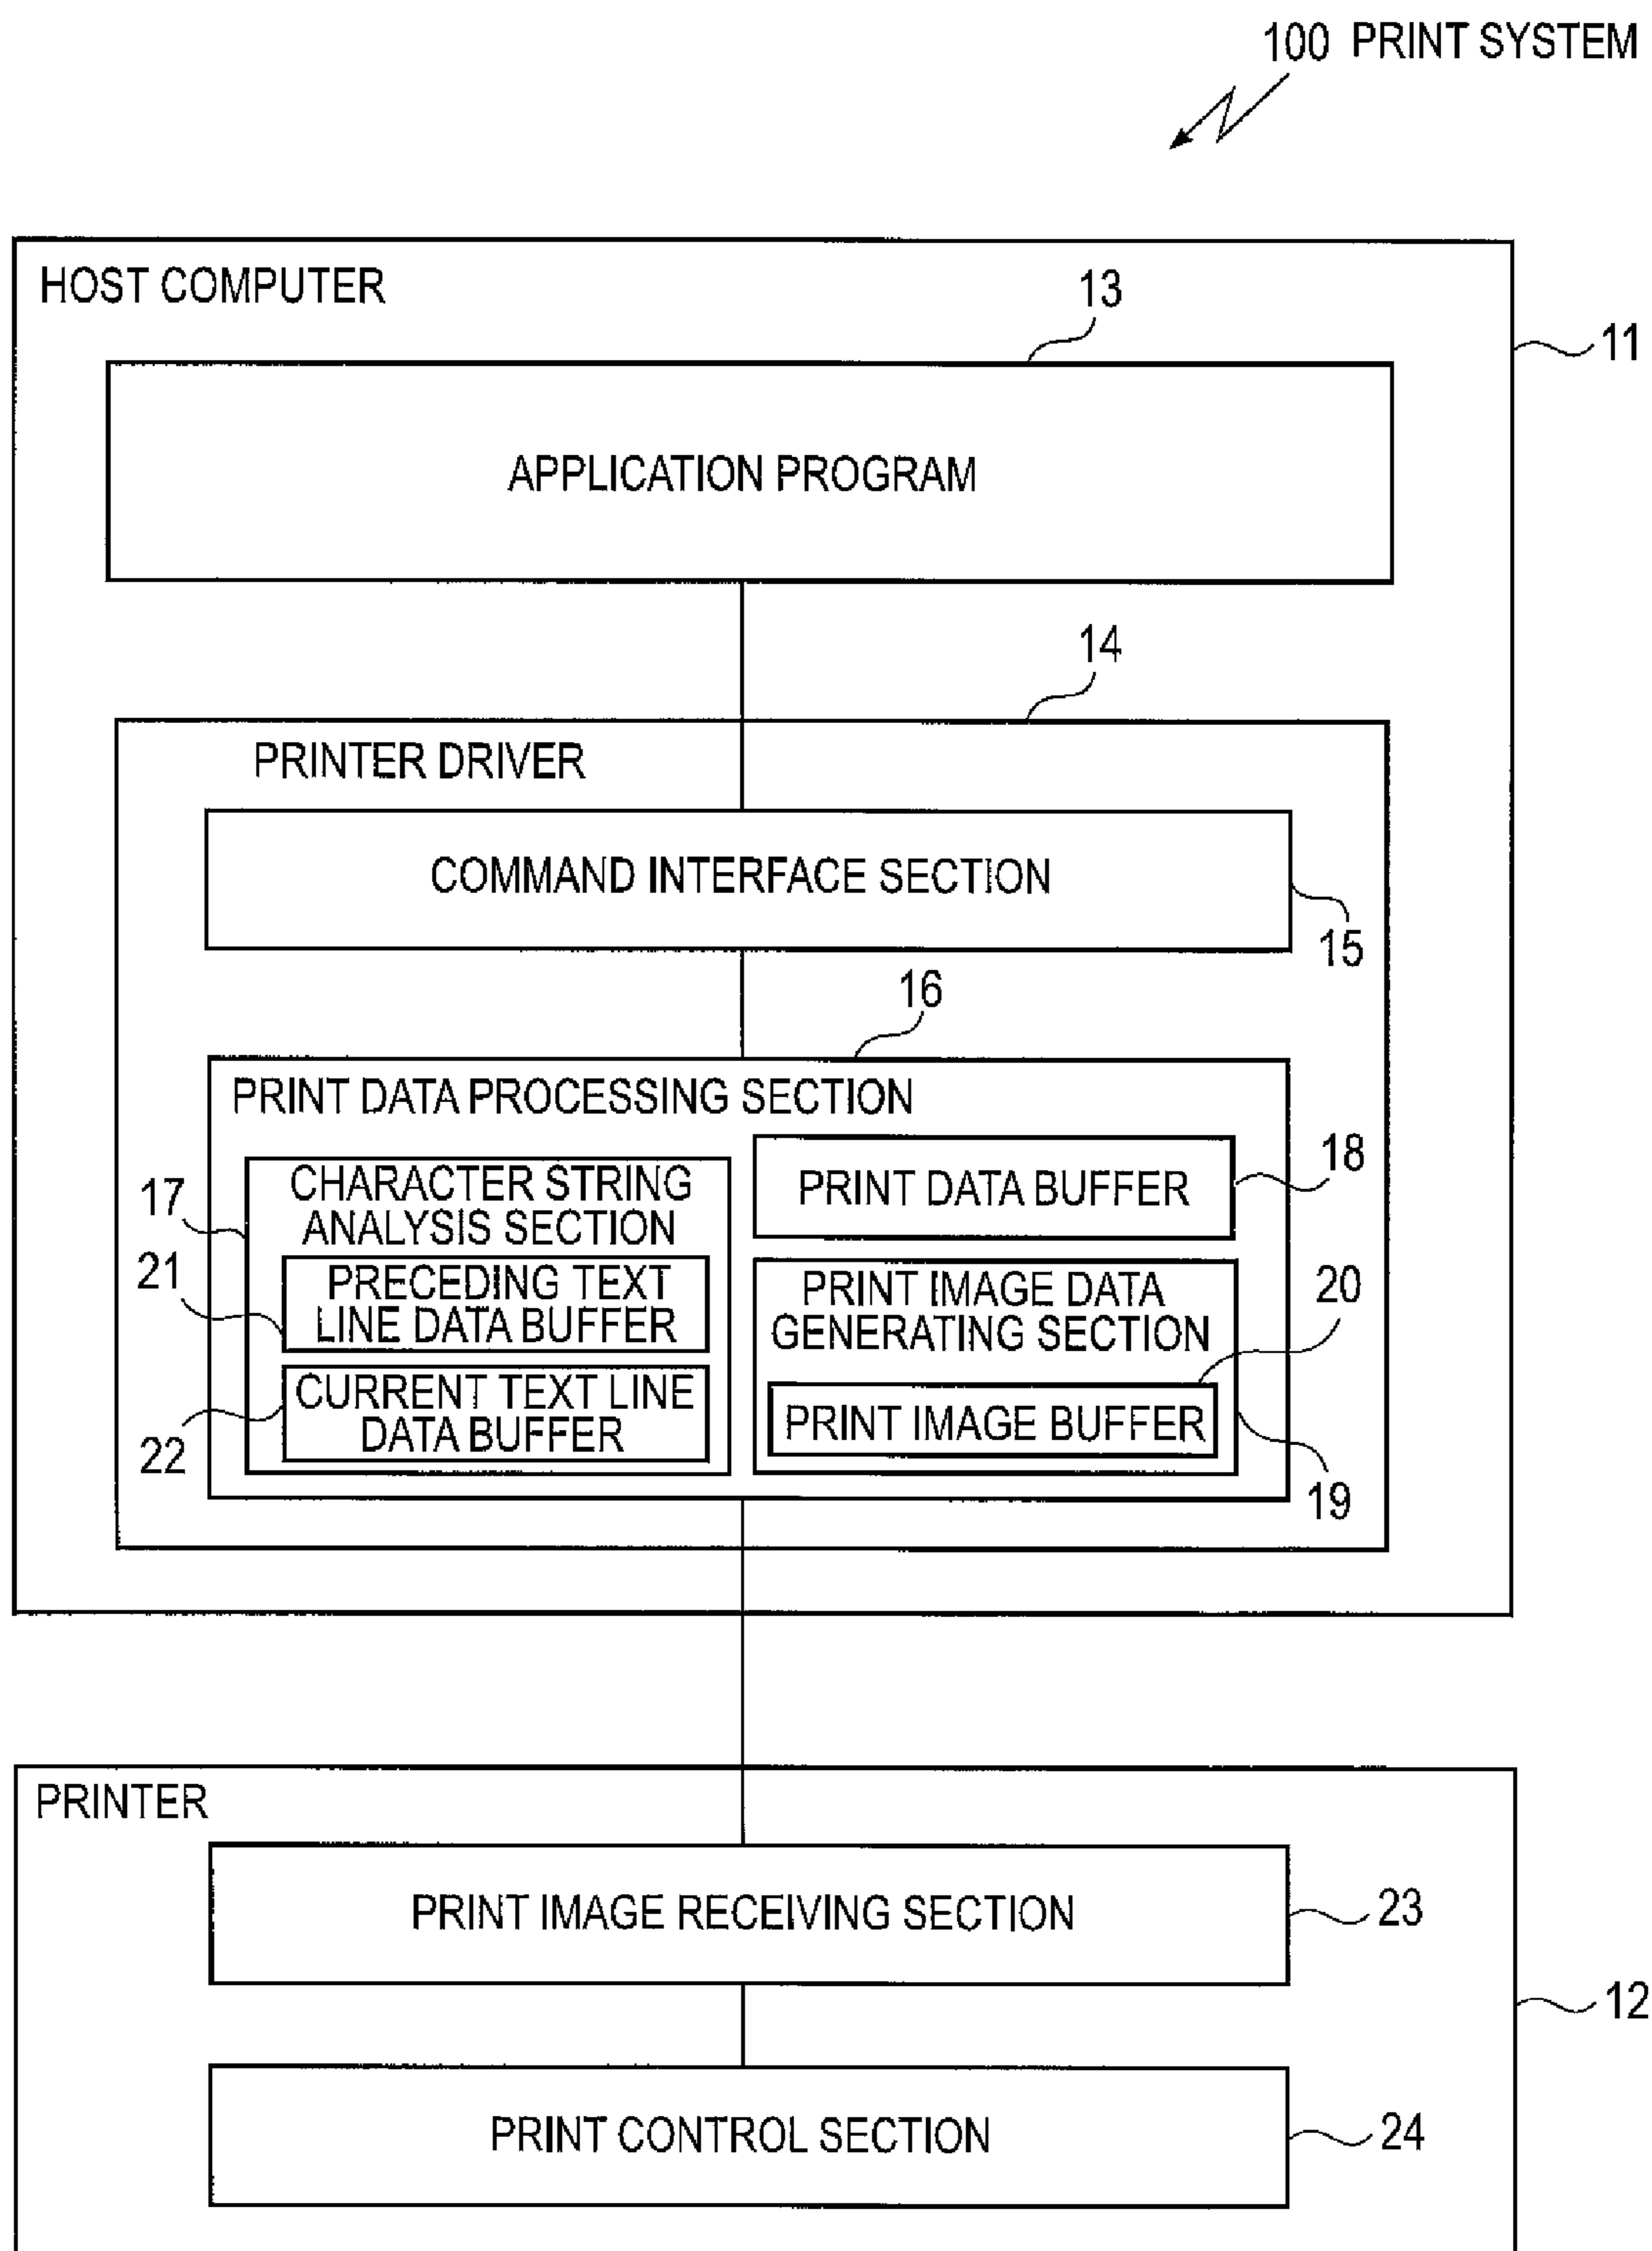 100 PRINT SYSTEM
HOST COMPUTER
13
11
APPLICATION PROGRAM
14
PRINTER DRIVER
COMMAND INTERFACE SECTION
15
16
PRINT DATA PROCESSING SECTION
17
CHARACTER STRING
ANALYSIS SECTION
PRINT DATA BUFFER
18
21
PRECEDING TEXT
LINE DATA BUFFER
PRINT IMAGE DATA
GENERATING SECTION
20
22
CURRENT TEXT LINE
DATA BUFFER
PRINT IMAGE BUFFER
19
PRINTER
PRINT IMAGE RECEIVING SECTION
23
12
PRINT CONTROL SECTION
24